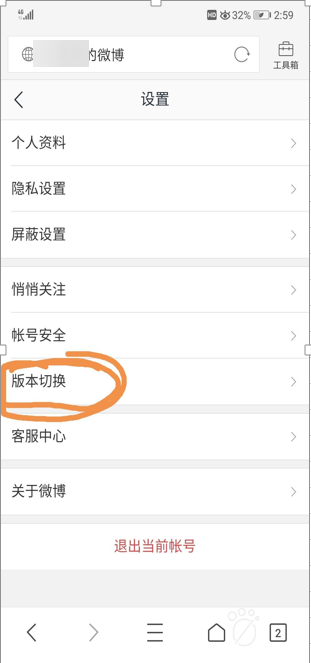 46
HD 32% 2:59
的微博
工具箱
设置
个人资料
隐私设置
屏蔽设置
悄悄关注
帐号安全
版本切换
客服中心
关于微博
退出当前帐号
2